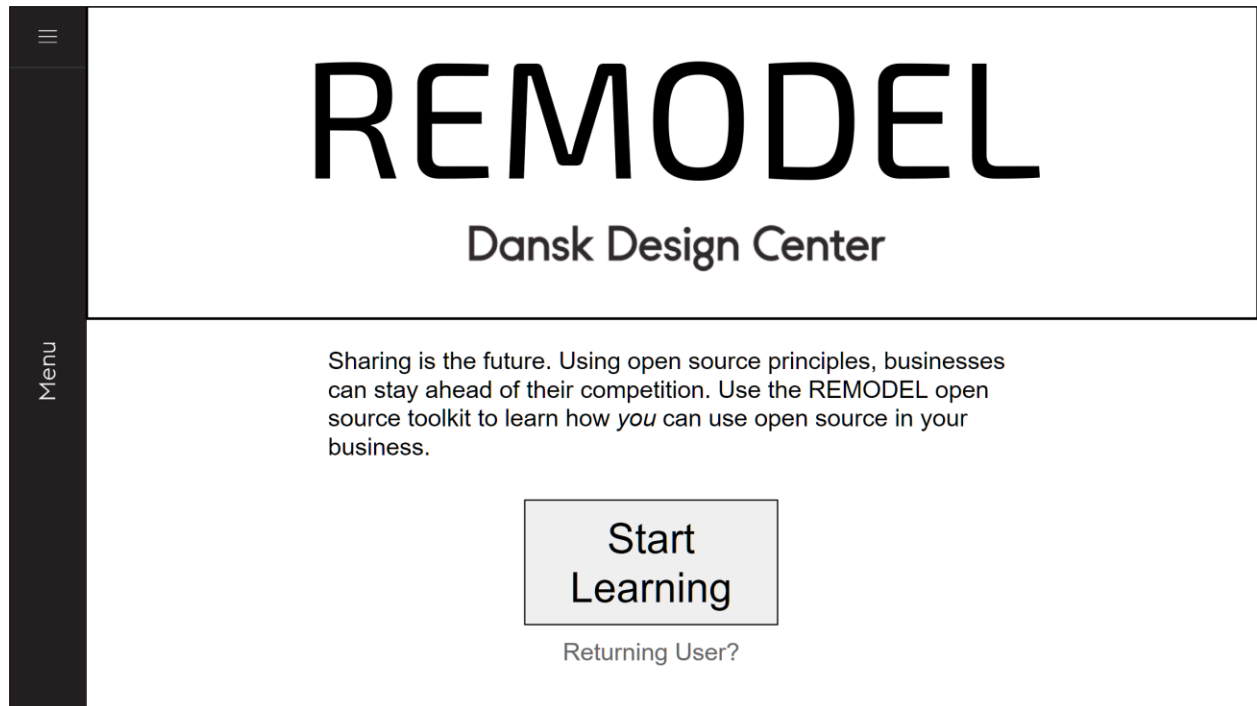 REMODEL
Dansk Design Center
Menu
Sharing is the future. Using open source principles, businesses
can stay ahead of their competition. Use the REMODEL open
source toolkit to learn how you can use open source in your
business.
Start
Learning
Returning User?